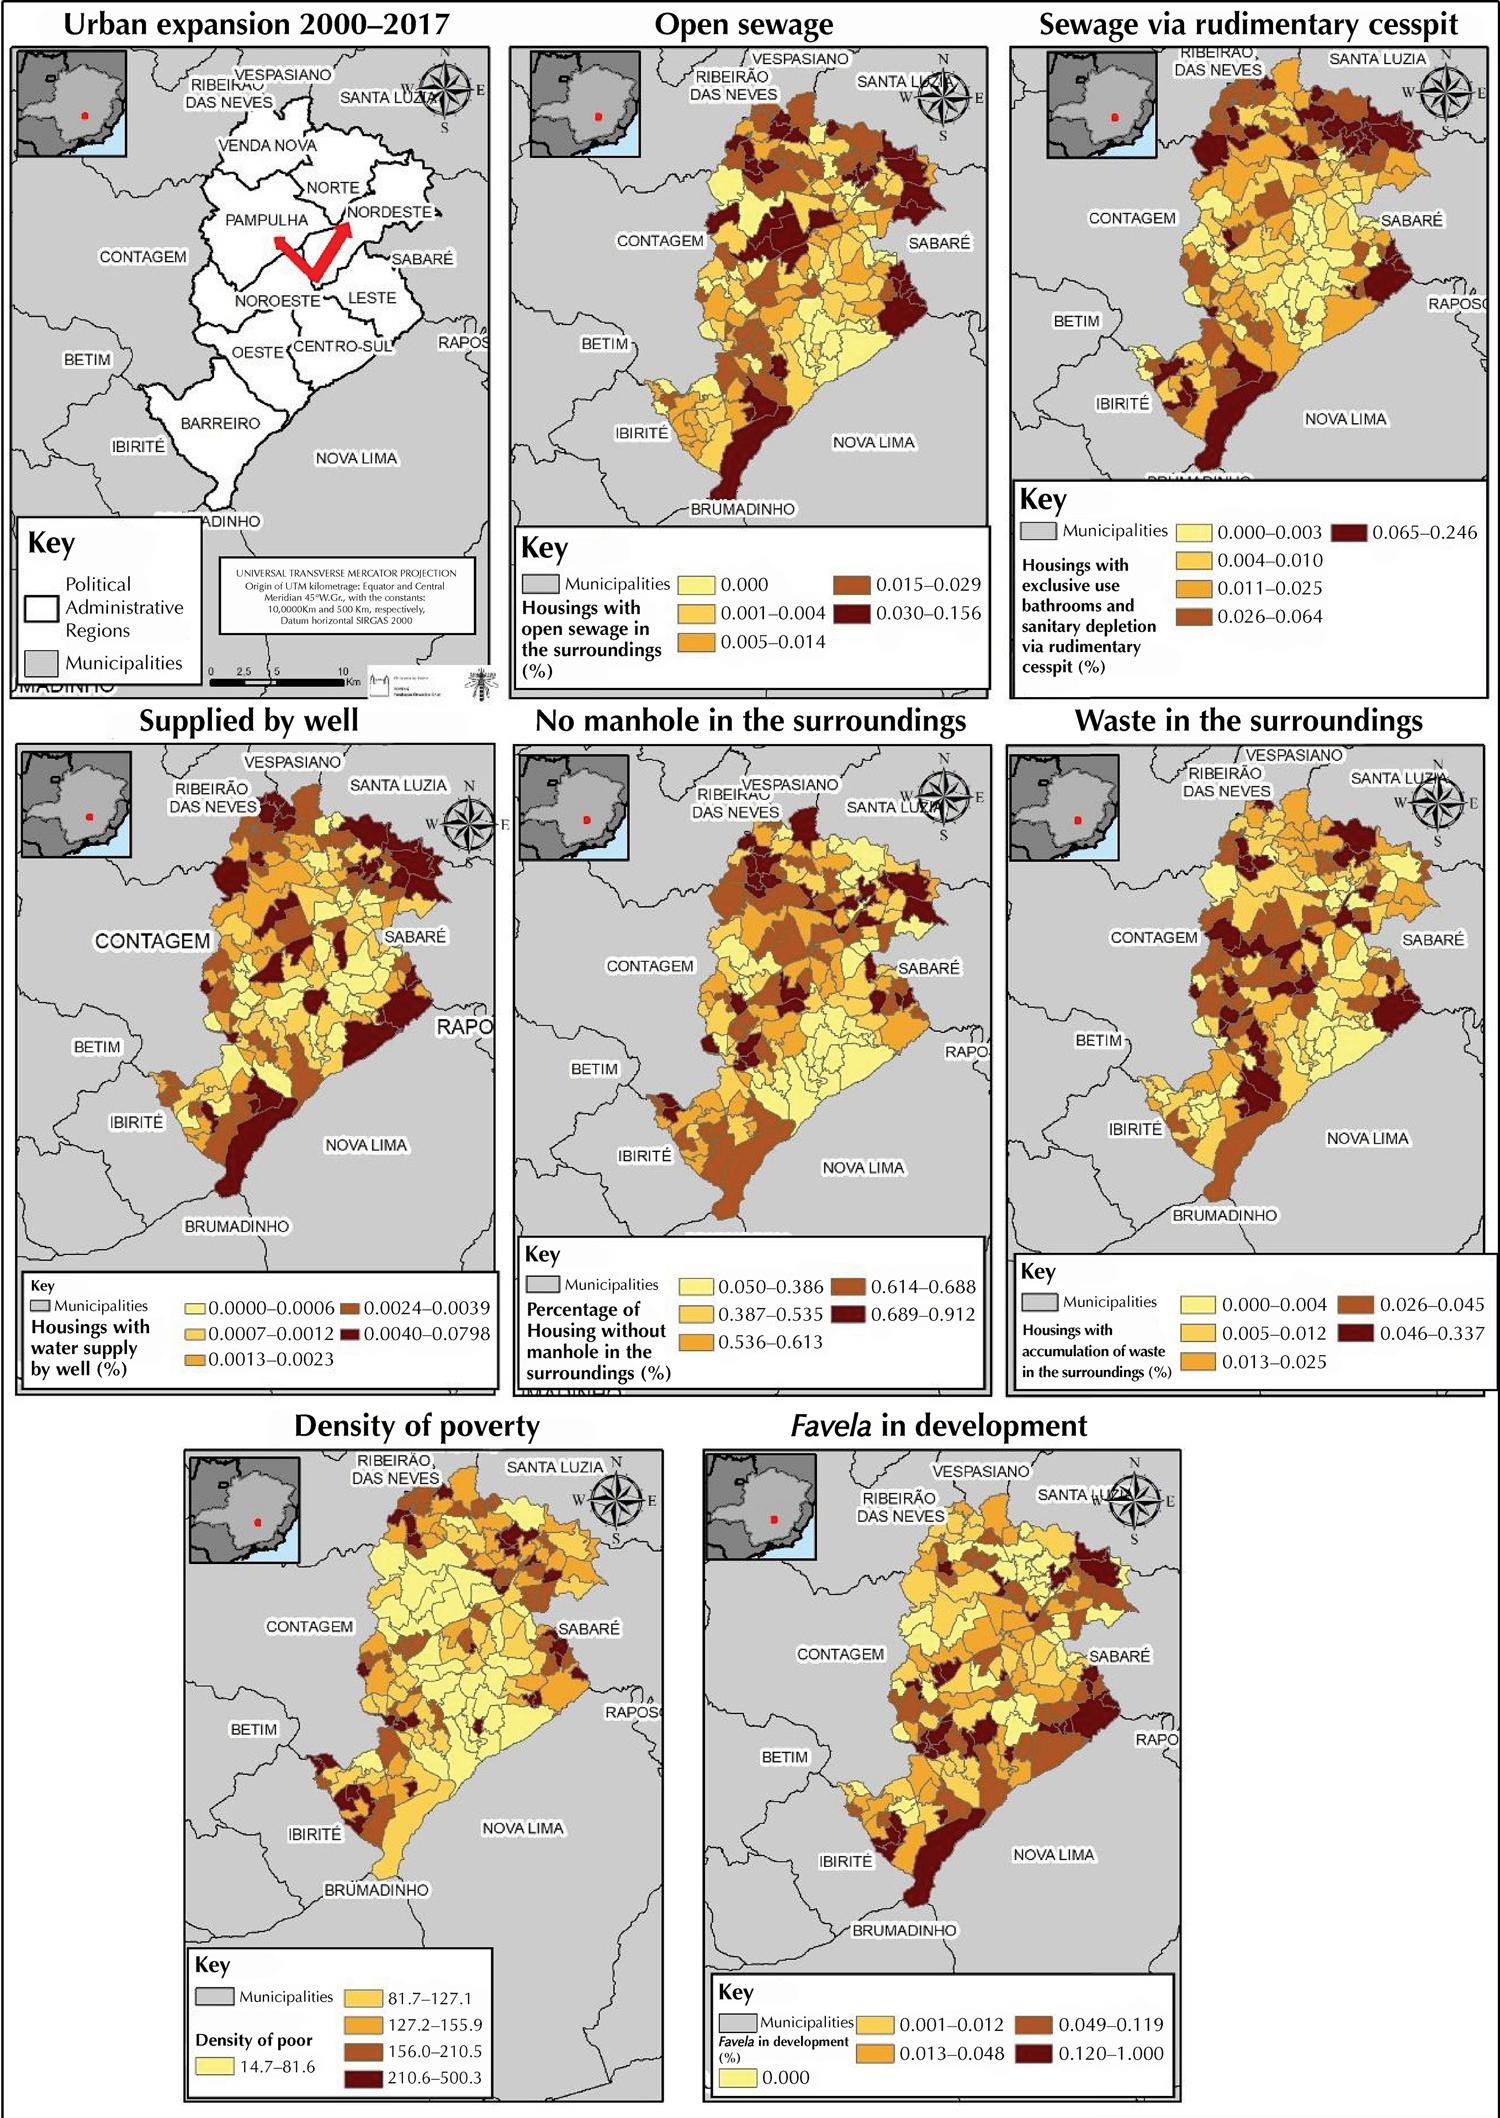 Urban expansion 2000–2017
N
VESPASIANO
RIBEIRÃO
DAS NEVES
SANTA LUZIA
W
E
S
VENDA NOVA
NORTE
PAMPULHA
NORDESTE
CONTAGEM
SABARÉ
NOROESTE
LESTE
OESTE
CENTRO-SUL
RAPOS
BETIM
BARREIRO
IBIRITÉ
NOVA LIMA
ADINHO
Key
Political
Administrative
Regions
Municipalities
UNIVERSAL TRANSVERSE MERCATOR PROJECTION
Origin of UTM kilometrage: Equator and Central
Meridian 45°W.Gr., with the constants:
10,0000Km and 500 Km, respectively,
Datum horizontal SIRGAS 2000
0 2,5 5 10
Km
UMADINHO
Open sewage
VESPASIANO
N
RIBEIRÃO
DAS NEVES
SANTA LUZIA
W
E
S
CONTAGEM
SABARÉ
BETIM
IBIRITÉ
NOVA LIMA
BRUMADINHO
Key
Municipalities
Housings with
open sewage in
the surroundings
(%)
0.000
0.001–0.004
0.005–0.014
0.015–0.029
0.030–0.156
Sewage via rudimentary cesspit
RIBEIRÃO
DAS NEVES
SANTA LUZIA
N
W
E
S
CONTAGEM
SABARÉ
RAPOSO
BETIM
IBIRITÉ
NOVA LIMA
BRUMADINHO
Key
Municipalities
Housings with
exclusive use
bathrooms and
sanitary depletion
via rudimentary
cesspit (%)
0.000–0.003
0.004–0.010
0.011–0.025
0.026–0.064
0.065–0.246
Supplied by well
VESPASIANO
RIBEIRÃO
DAS NEVES
SANTA LUZIA
N
W
E
S
CONTAGEM
SABARÉ
RAPO
BETIM
IBIRITÉ
NOVA LIMA
BRUMADINHO
Key
Municipalities
Housings with
water supply
by well (%)
0.0000–0.0006
0.0007–0.0012
0.0013–0.0023
0.0024–0.0039
0.0040–0.0798
No manhole in the surroundings
N
VESPASIANO
RIBEIRÃO
DAS NEVES
SANTA LUZIA
W
E
S
CONTAGEM
SABARÉ
RAPO
BETIM
IBIRITÉ
NOVA LIMA
Key
Municipalities
Percentage of
Housing without
manhole in the
surroundings (%)
0.050–0.386
0.387–0.535
0.536–0.613
0.614–0.688
0.689–0.912
UMADINHO
Waste in the surroundings
VESPASIANO
RIBEIRÃO
DAS NEVES
SANTA LUZIA
N
W
E
S
CONTAGEM
SABARÉ
BETIM
IBIRITÉ
NOVA LIMA
BRUMADINHO
Key
Municipalities
Housings with
accumulation of waste
in the surroundings (%)
0.000–0.004
0.005–0.012
0.013–0.025
0.026–0.045
0.046–0.337
Density of poverty
RIBEIRÃO
DAS NEVES
SANTA LUZIA
N
W
E
S
CONTAGEM
SABARÉ
RAPOSO
BETIM
IBIRITÉ
NOVA LIMA
BRUMADINHO
Key
Municipalities
Density of poor
14.7–81.6
81.7–127.1
127.2–155.9
156.0–210.5
210.6–500.3
Favela in development
VESPASIANO
N
RIBEIRÃO
DAS NEVES
SANTA LUZIA
W
E
S
CONTAGEM
SABARÉ
RAPO
BETIM
IBIRITÉ
NOVA LIMA
BRUMADINHO
Key
Municipalities
Favela in development
(%)
0.000
0.001–0.012
0.013–0.048
0.049–0.119
0.120–1.000